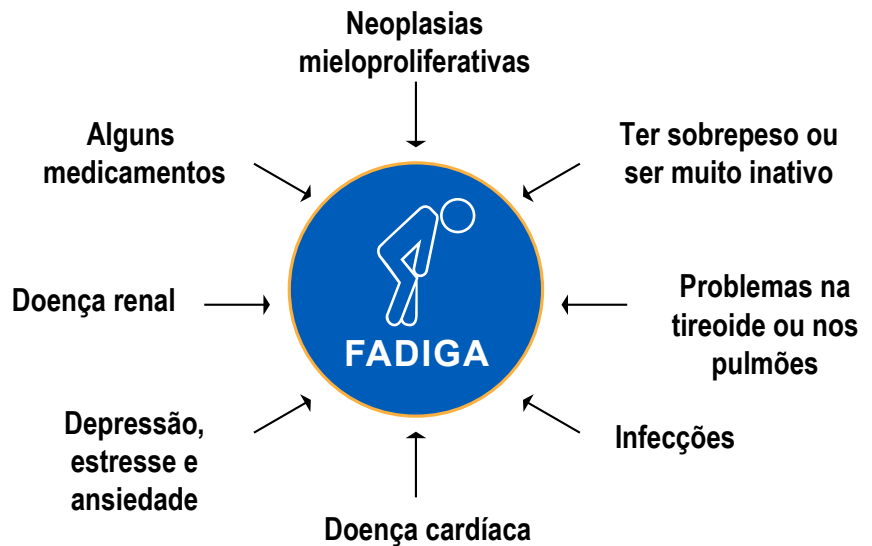 Neoplasias
mieloproliferativas
Alguns
medicamentos
Ter sobrepeso ou
ser muito inativo
Doença renal
FADIGA
Problemas na
tireoide ou nos
pulmões
Depressão,
estresse e
ansiedade
Infecções
Doença cardíaca